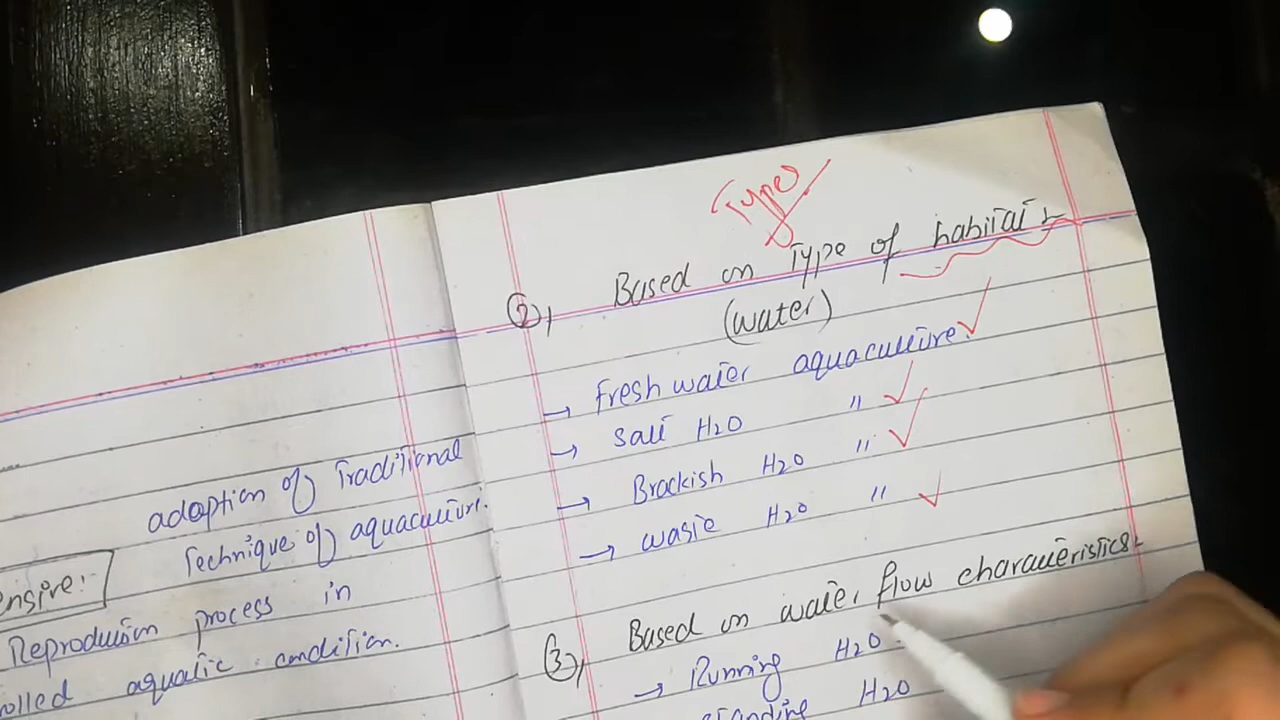 adaption of Traditional
Technique of aquaculture.
ensive:-
Reproduction process in
rolled aquatic condition.
Types
2), Based on Type of habitat :-
(water)
→ Fresh water aquaculture.
→ Salt H2O "
→ Brackish H2O "
→ waste H2O "
3), Based on water flow characteristics:-
→ Running H2O
standing H2O